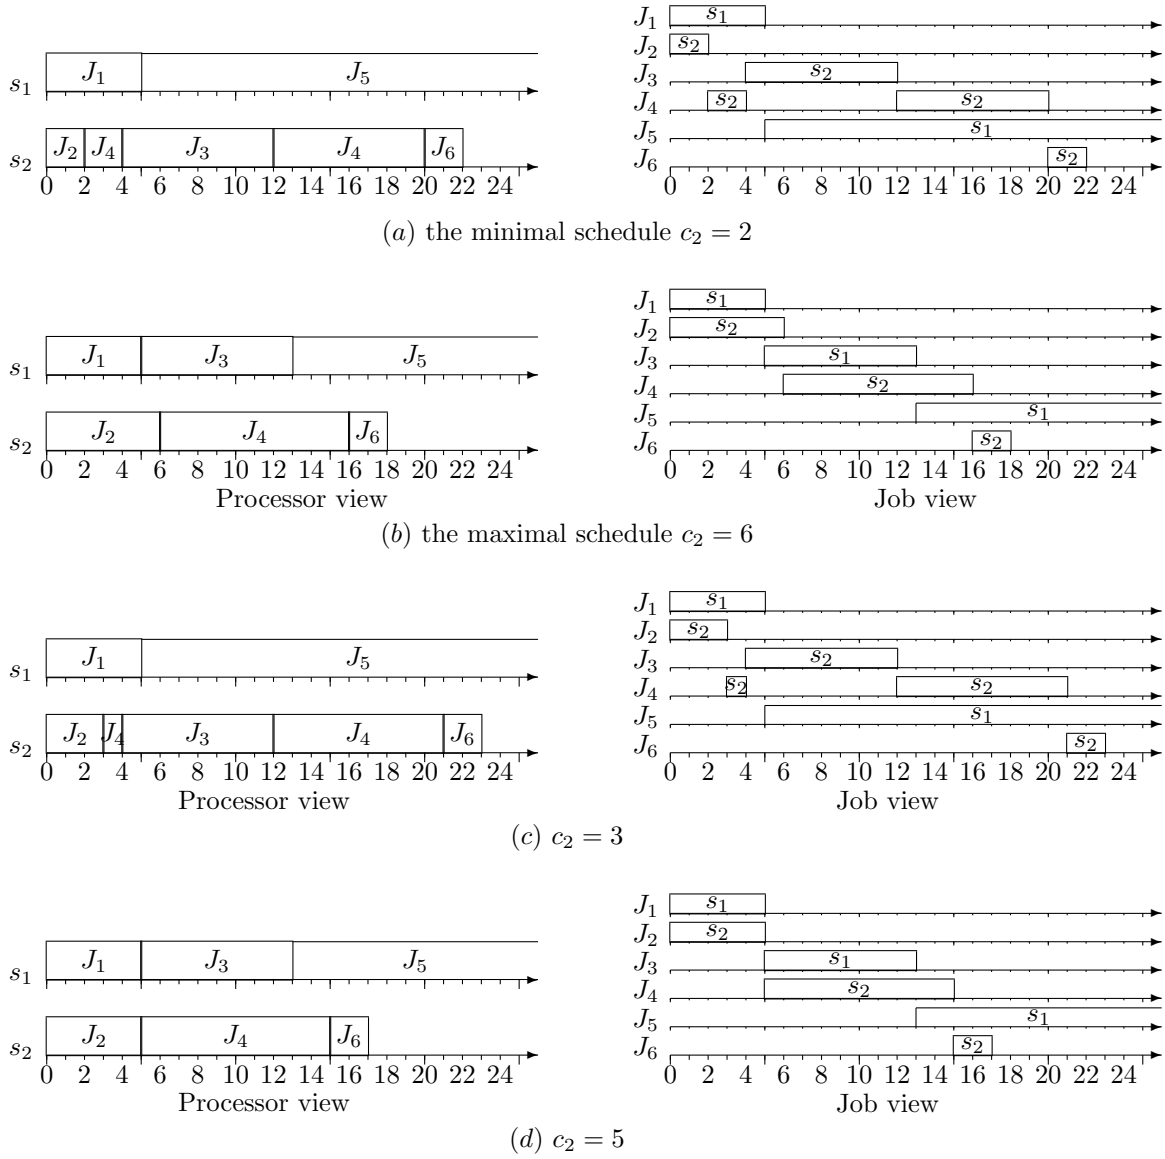 J1 s1
J2 s2
s1 J1 J5
J3 s2
J4 s2 s2
s2 J2 J4 J3 J4 J6
J5 s1
J6 s2
0 2 4 6 8 10 12 14 16 18 20 22 24 0 2 4 6 8 10 12 14 16 18 20 22 24
(a) the minimal schedule c2 = 2
J1 s1
J2 s2
s1 J1 J3 J5
J3 s1
J4 s2
s2 J2 J4 J6
J5 s1
J6 s2
0 2 4 6 8 10 12 14 16 18 20 22 24 0 2 4 6 8 10 12 14 16 18 20 22 24
Processor view Job view
(b) the maximal schedule c2 = 6
J1 s1
J2 s2
s1 J1 J5
J3 s2
J4 s2 s2
s2 J2 J4 J3 J4 J6
J5 s1
J6 s2
0 2 4 6 8 10 12 14 16 18 20 22 24 0 2 4 6 8 10 12 14 16 18 20 22 24
Processor view Job view
(c) c2 = 3
J1 s1
J2 s2
s1 J1 J3 J5
J3 s1
J4 s2
s2 J2 J4 J6
J5 s1
J6 s2
0 2 4 6 8 10 12 14 16 18 20 22 24 0 2 4 6 8 10 12 14 16 18 20 22 24
Processor view Job view
(d) c2 = 5